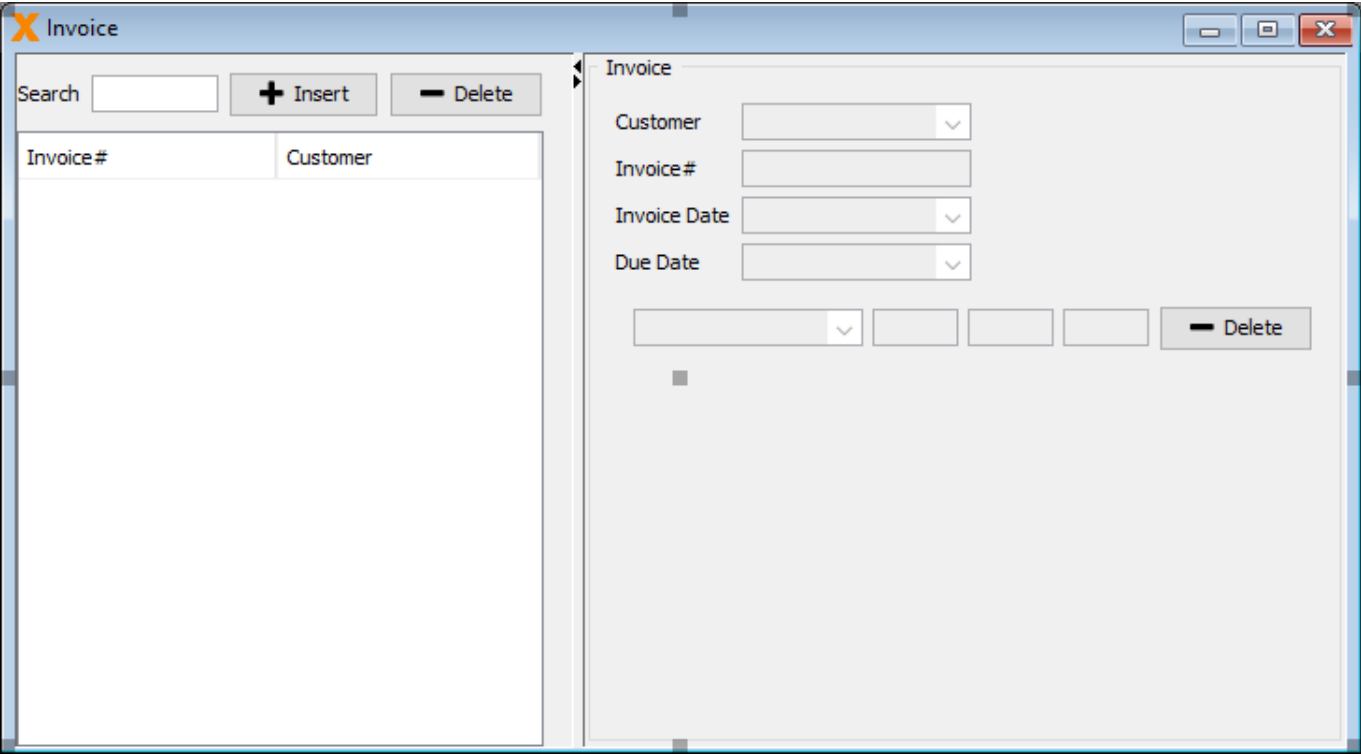 Invoice
Search Insert Delete
Invoice# Customer
Invoice
Customer
Invoice#
Invoice Date
Due Date
Delete